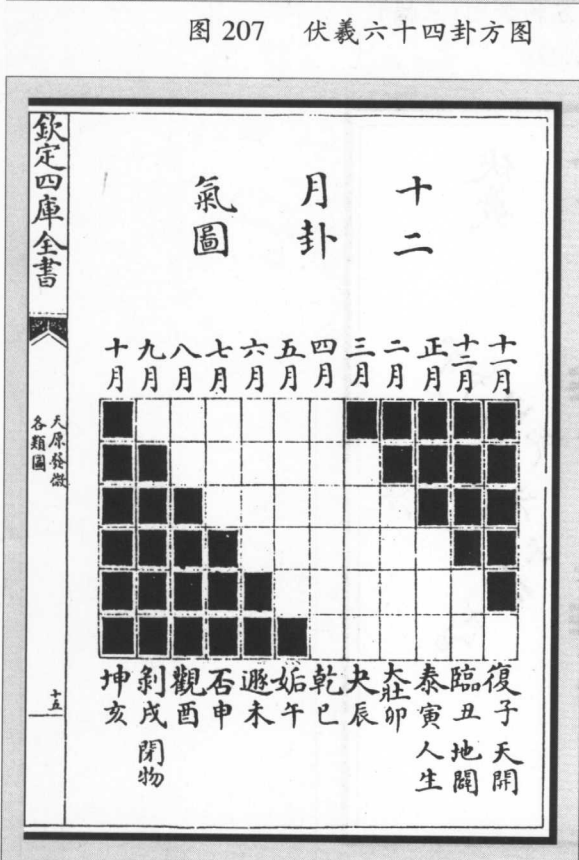 图 207 伏羲六十四卦方图
欽定四庫全書
天原發微
各類圖
十五
十二
月卦
氣圖
十一月
十二月
正月
二月
三月
四月
五月
六月
七月
八月
九月
十月
復子 天開
臨丑 地闢
泰寅 人生
大壯卯
夬辰
乾巳
姤午
遯未
否申
觀酉
剝戌 閉物
坤亥